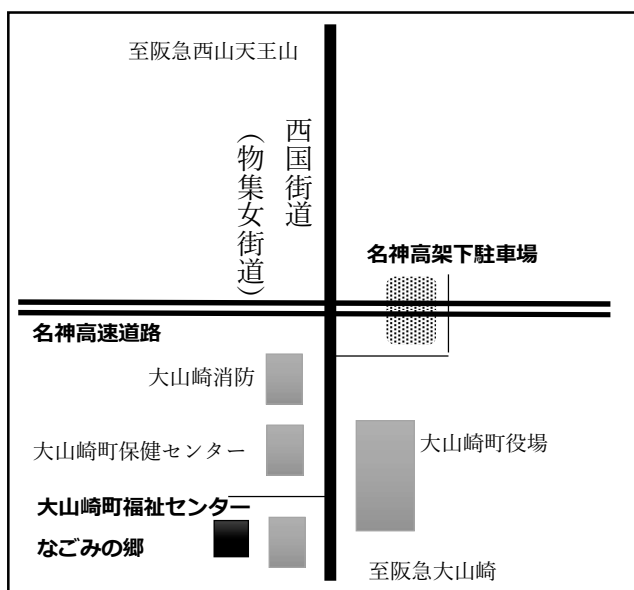 至阪急西山天王山
西国街道
（物集女街道）
名神高架下駐車場
名神高速道路
大山崎消防
大山崎町保健センター
大山崎町役場
大山崎町福祉センター
なごみの郷
至阪急大山崎